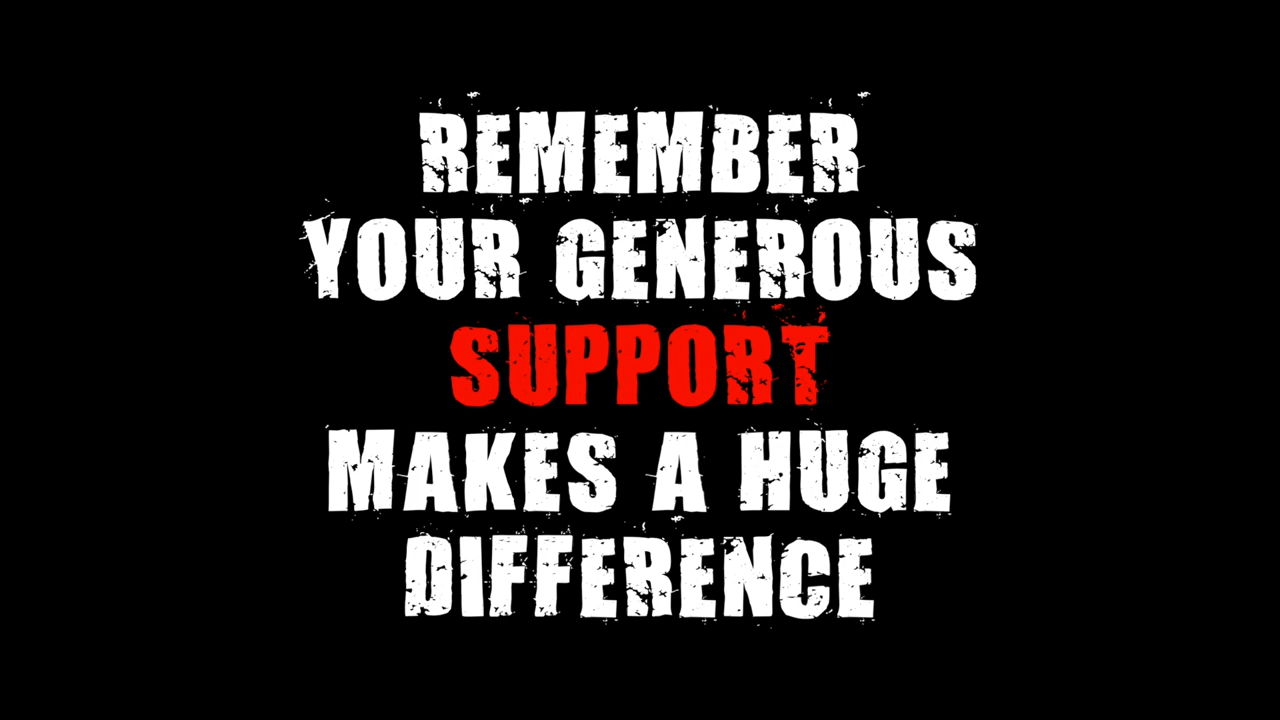 REMEMBER
YOUR GENEROUS
SUPPORT
MAKES A HUGE
DIFFERENCE